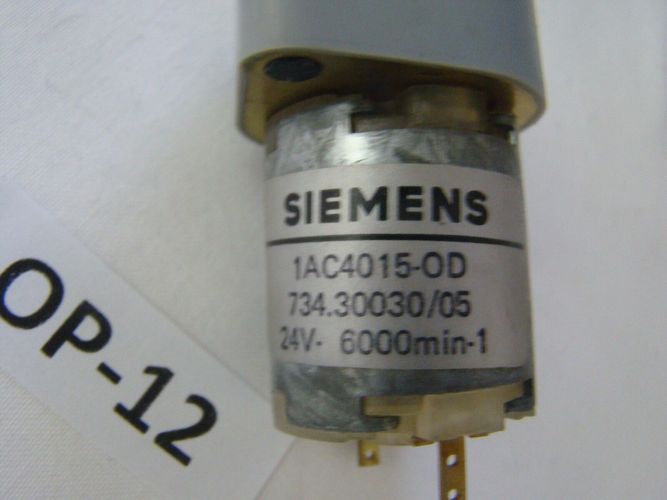 SIEMENS
1AC4015-OD
734.30030/05
24V- 6000min-1
OP-12